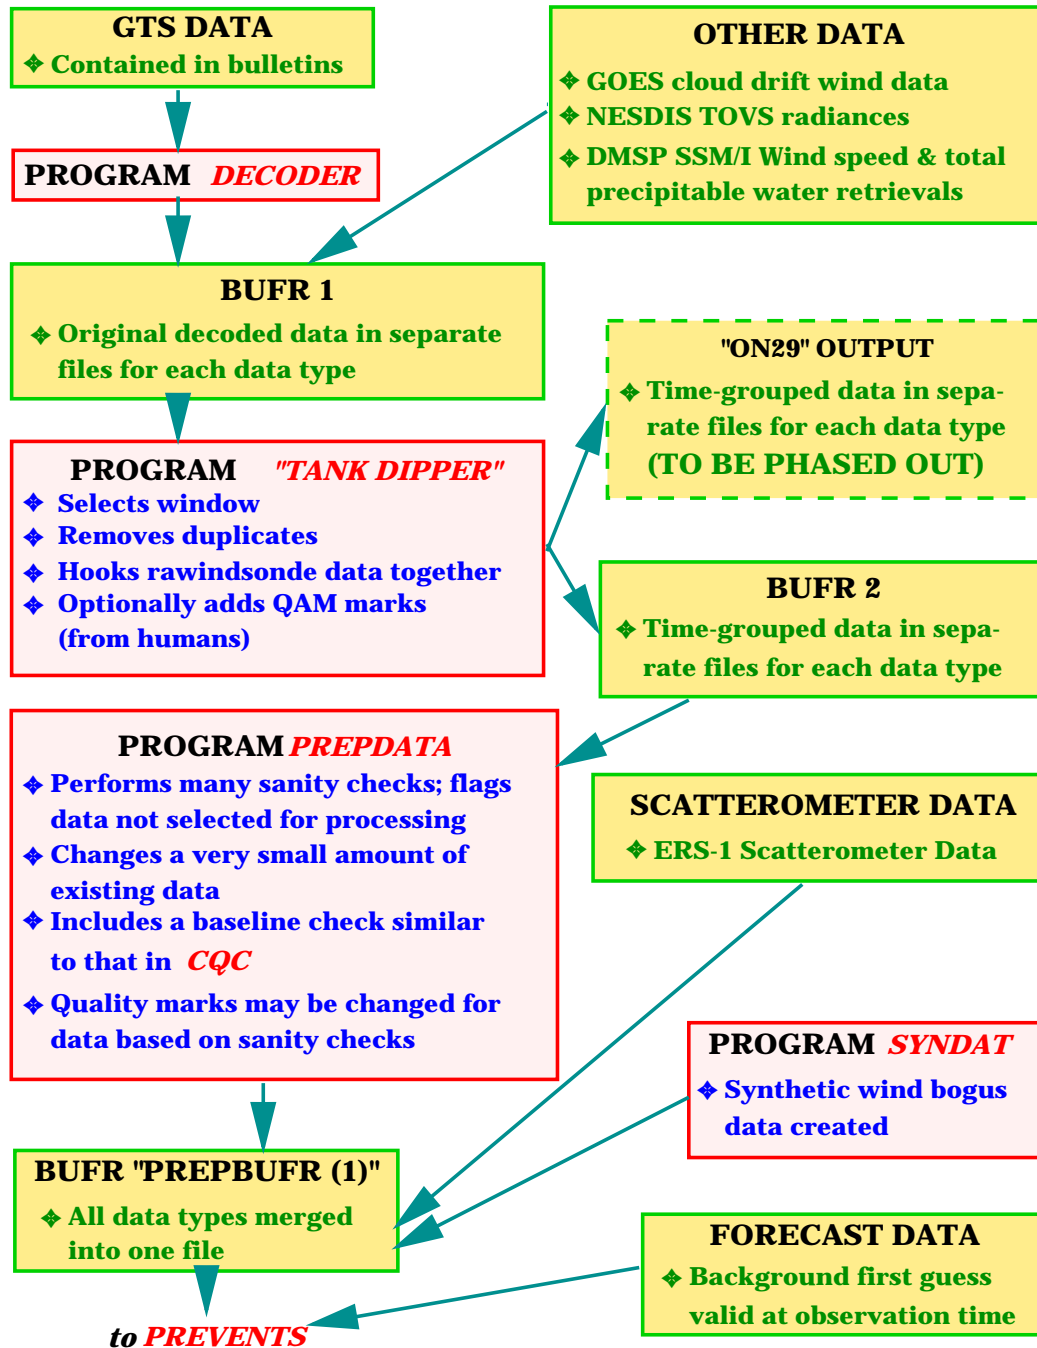 GTS DATA
❖ Contained in bulletins
OTHER DATA
❖ GOES cloud drift wind data
❖ NESDIS TOVS radiances
❖ DMSP SSM/I Wind speed & total
precipitable water retrievals
PROGRAM DECODER
BUFR 1
❖ Original decoded data in separate
files for each data type
"ON29" OUTPUT
❖ Time-grouped data in sepa-
rate files for each data type
(TO BE PHASED OUT)
PROGRAM "TANK DIPPER"
❖ Selects window
❖ Removes duplicates
❖ Hooks rawindsonde data together
❖ Optionally adds QAM marks
(from humans)
BUFR 2
❖ Time-grouped data in sepa-
rate files for each data type
PROGRAM PREPDATA
❖ Performs many sanity checks; flags
data not selected for processing
❖ Changes a very small amount of
existing data
❖ Includes a baseline check similar
to that in CQC
❖ Quality marks may be changed for
data based on sanity checks
SCATTEROMETER DATA
❖ ERS-1 Scatterometer Data
PROGRAM SYNDAT
❖ Synthetic wind bogus
data created
BUFR "PREPBUFR (1)"
❖ All data types merged
into one file
FORECAST DATA
❖ Background first guess
valid at observation time
to PREVENTS